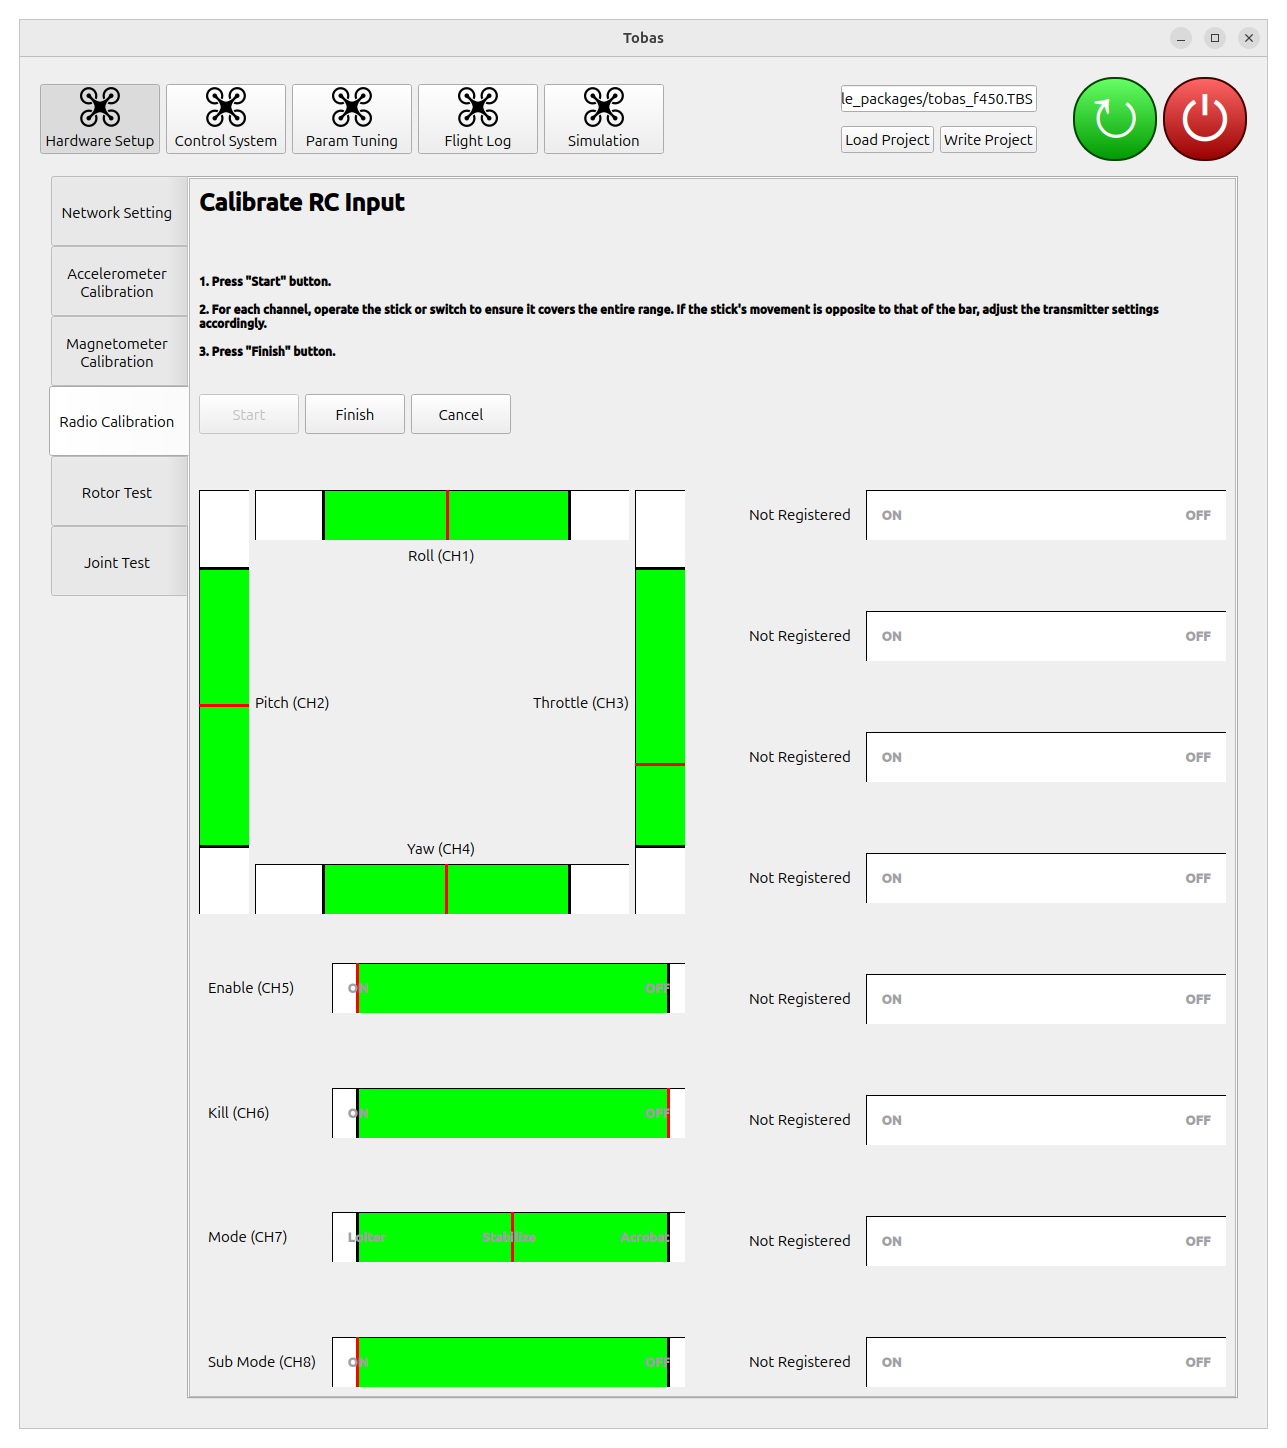 Tobas
Hardware Setup
Control System
Param Tuning
Flight Log
Simulation
le_packages/tobas_f450.TBS
Load Project
Write Project
Network Setting
Accelerometer
Calibration
Magnetometer
Calibration
Radio Calibration
Rotor Test
Joint Test
Calibrate RC Input
1. Press "Start" button.
2. For each channel, operate the stick or switch to ensure it covers the entire range. If the stick's movement is opposite to that of the bar, adjust the transmitter settings
accordingly.
3. Press "Finish" button.
Start
Finish
Cancel
Roll (CH1)
Pitch (CH2)
Throttle (CH3)
Yaw (CH4)
Enable (CH5)
ON
OFF
Kill (CH6)
ON
OFF
Mode (CH7)
Loiter
Stabilize
Acrobat
Sub Mode (CH8)
ON
OFF
Not Registered
ON
OFF
Not Registered
ON
OFF
Not Registered
ON
OFF
Not Registered
ON
OFF
Not Registered
ON
OFF
Not Registered
ON
OFF
Not Registered
ON
OFF
Not Registered
ON
OFF